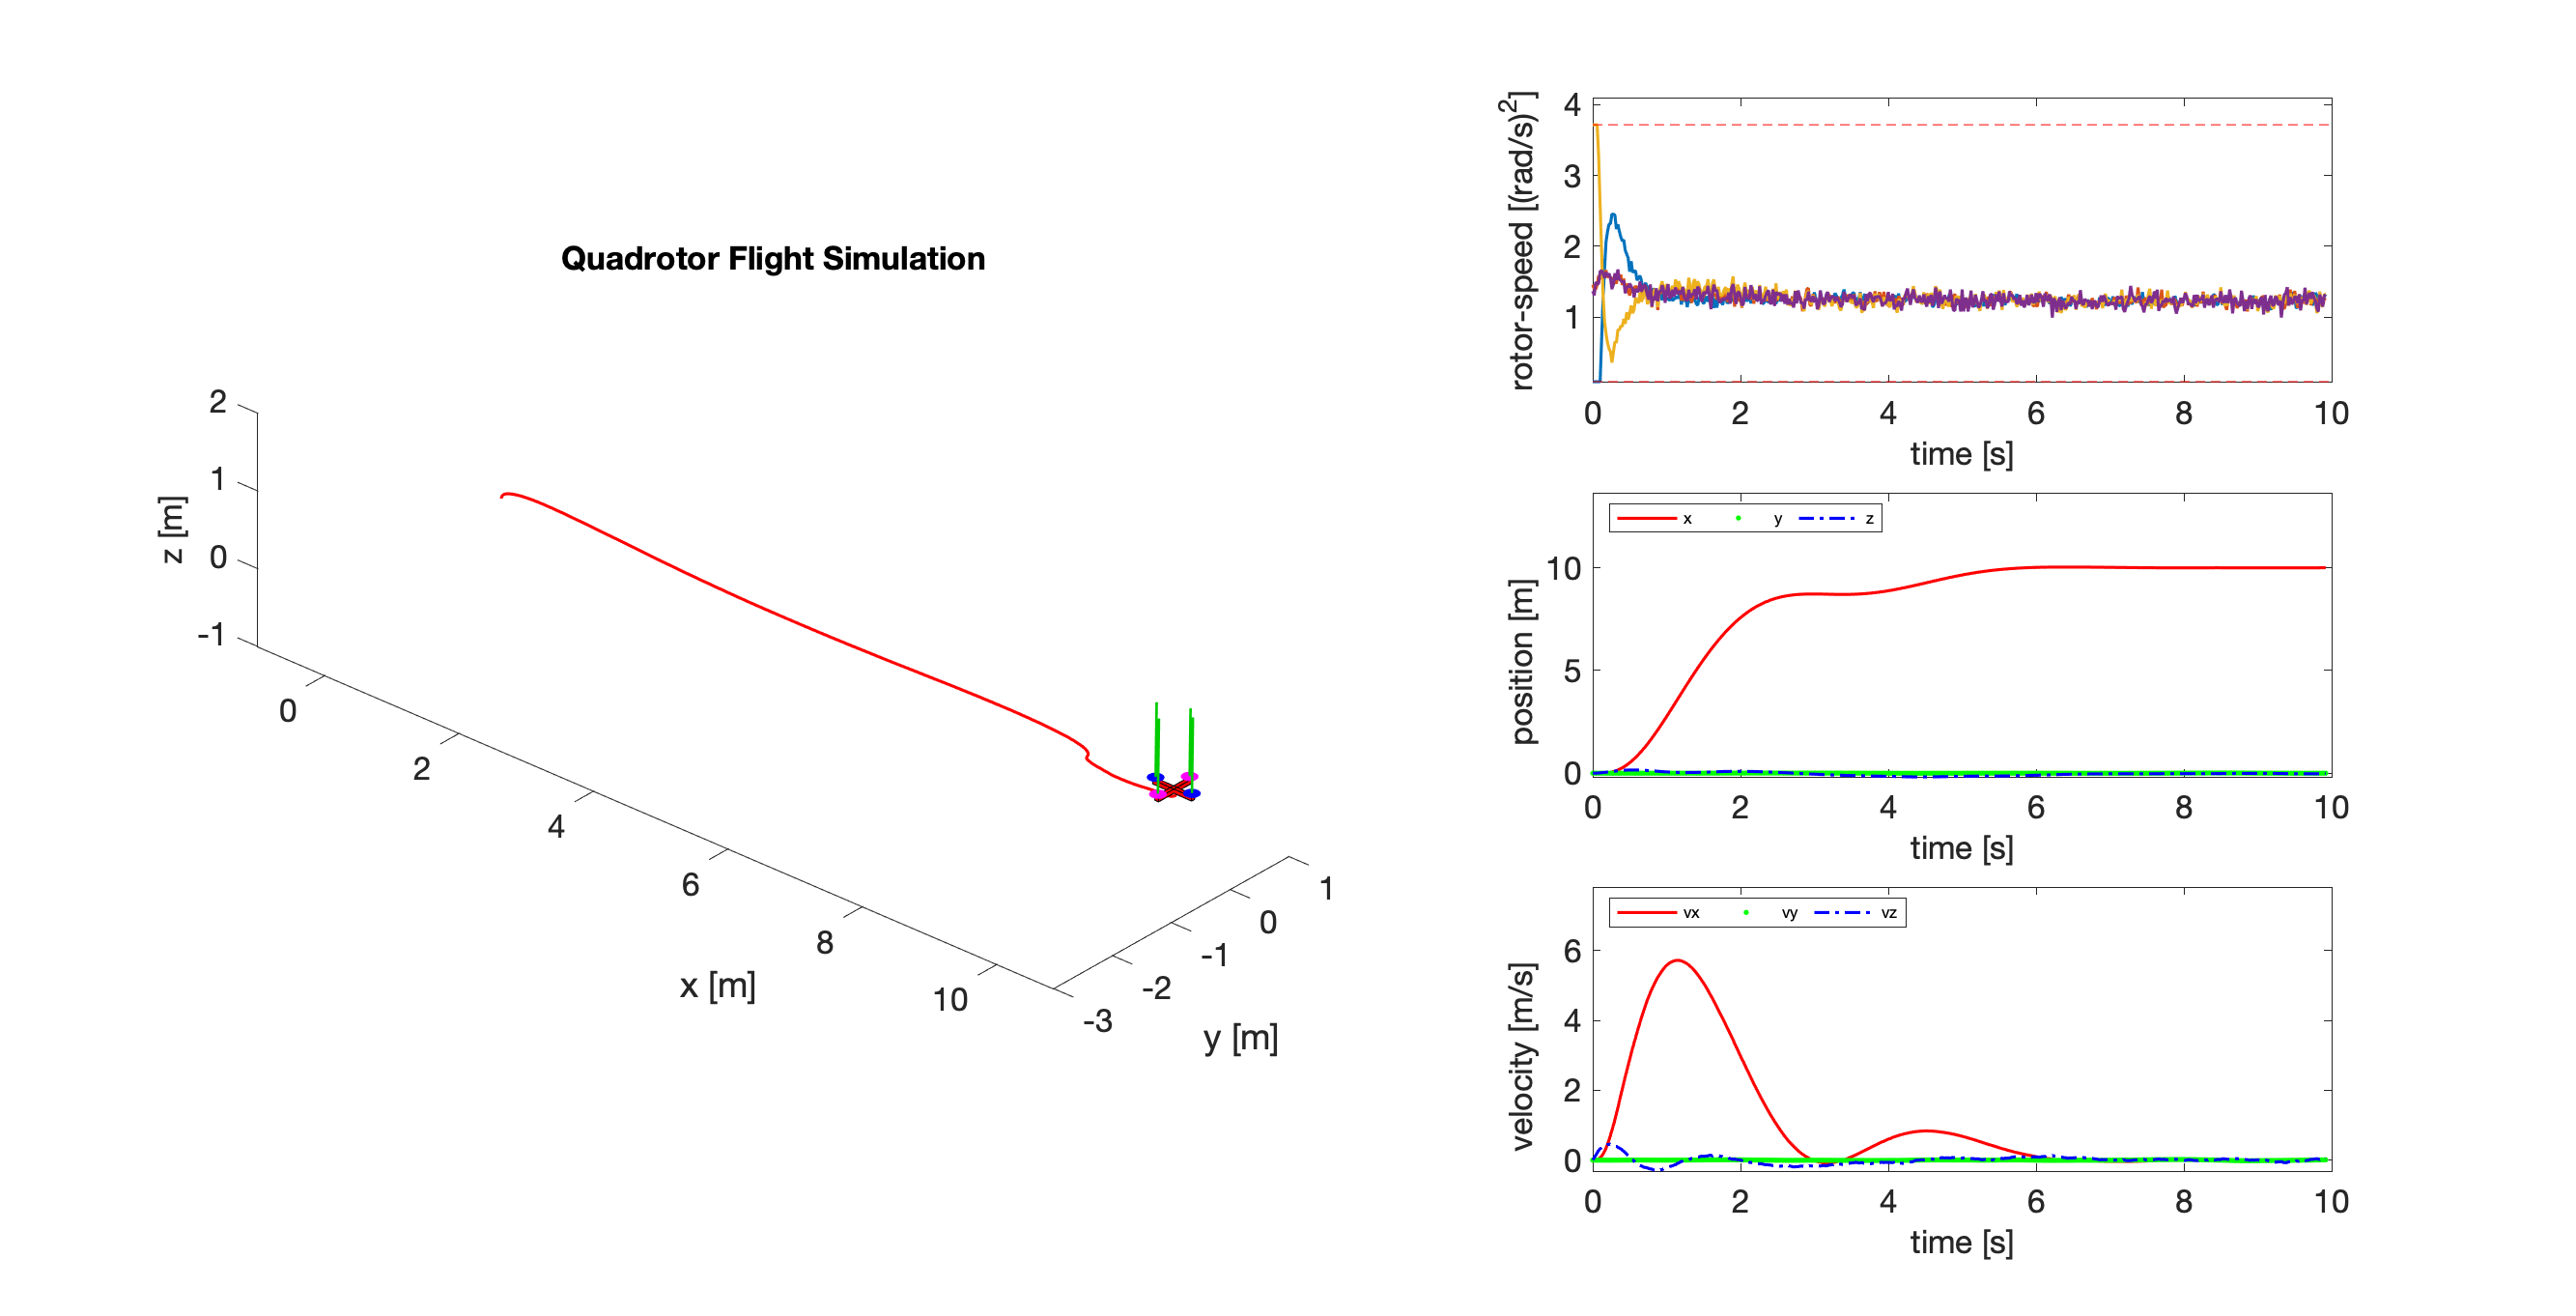 Quadrotor Flight Simulation
2
1
0
-1
z [m]
0
2
4
6
8
10
x [m]
-3
-2
-1
0
1
y [m]
4
3
2
1
rotor-speed [(rad/s)²]
0 2 4 6 8 10
time [s]
x y z
10
5
0
position [m]
0 2 4 6 8 10
time [s]
vx vy vz
6
4
2
0
velocity [m/s]
0 2 4 6 8 10
time [s]